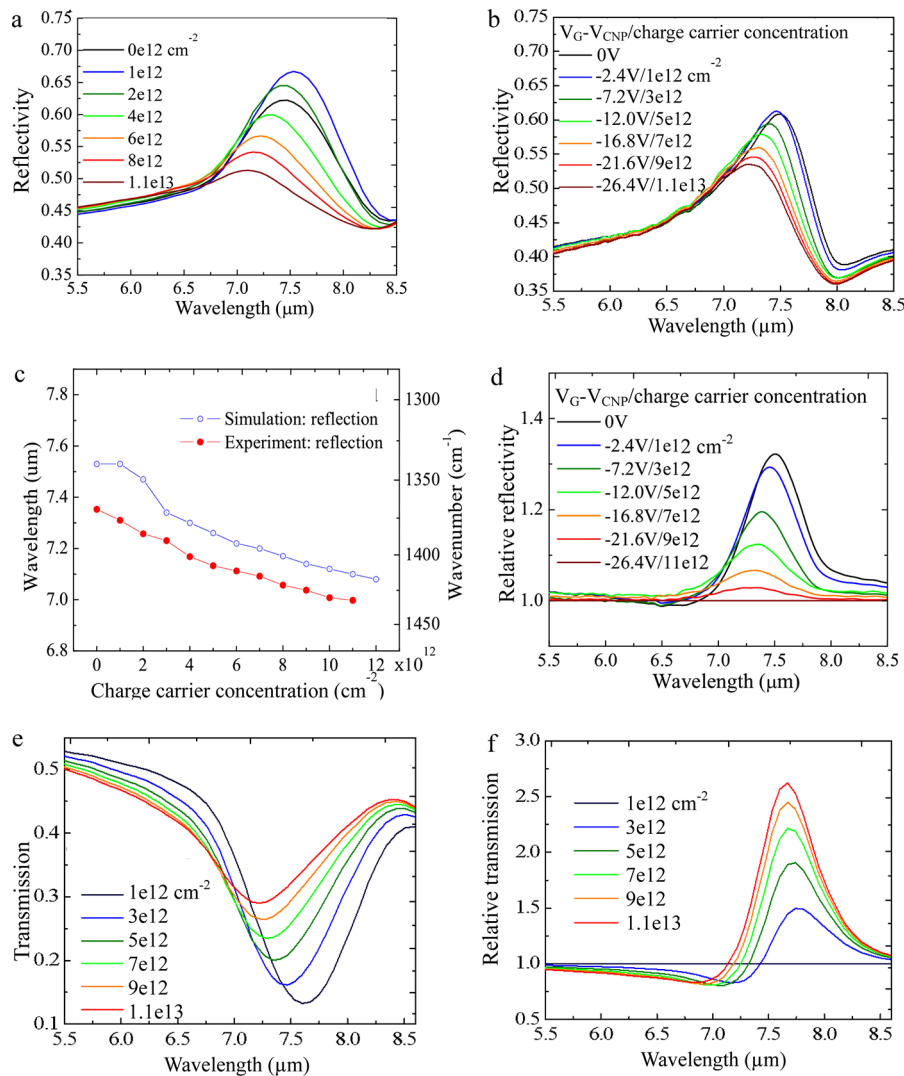 a
0.75
0.70
0.65
0.60
0.55
0.50
0.45
0.40
0.35
Reflectivity
0e12 cm-2
1e12
2e12
4e12
6e12
8e12
1.1e13
5.5 6.0 6.5 7.0 7.5 8.0 8.5
Wavelength (µm)
b
0.75
0.70
0.65
0.60
0.55
0.50
0.45
0.40
0.35
Reflectivity
VG-VCNP/charge carrier concentration
0V
-2.4V/1e12 cm-2
-7.2V/3e12
-12.0V/5e12
-16.8V/7e12
-21.6V/9e12
-26.4V/1.1e13
5.5 6.0 6.5 7.0 7.5 8.0 8.5
Wavelength (µm)
c
7.8
7.6
7.4
7.2
7.0
6.8
Wavelength (um)
Simulation: reflection
Experiment: reflection
1300
1350
1400
1450
Wavenumber (cm-1)
0 2 4 6 8 10 12 x10 12
Charge carrier concentration (cm-2)
d
1.4
1.2
1.0
Relative reflectivity
VG-VCNP/charge carrier concentration
0V
-2.4V/1e12 cm-2
-7.2V/3e12
-12.0V/5e12
-16.8V/7e12
-21.6V/9e12
-26.4V/11e12
5.5 6.0 6.5 7.0 7.5 8.0 8.5
Wavelength (µm)
e
0.5
0.4
0.3
0.2
0.1
Transmission
1e12 cm-2
3e12
5e12
7e12
9e12
1.1e13
5.5 6.0 6.5 7.0 7.5 8.0 8.5
Wavelength (µm)
f
3.0
2.5
2.0
1.5
1.0
0.5
Relative transmission
1e12 cm-2
3e12
5e12
7e12
9e12
1.1e13
5.5 6.0 6.5 7.0 7.5 8.0 8.5
Wavelength (µm)